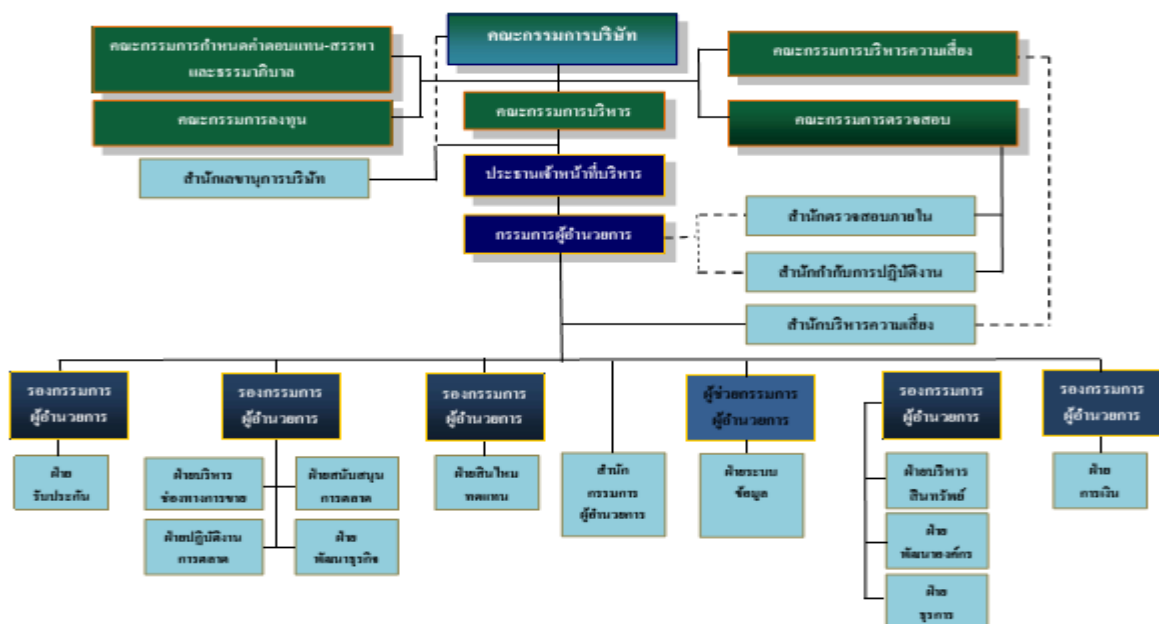 คณะกรรมการบริษัท
คณะกรรมการกำหนดค่าตอบแทน-สรรหา
และธรรมาภิบาล
คณะกรรมการบริหารความเสี่ยง
คณะกรรมการลงทุน
คณะกรรมการบริหาร
คณะกรรมการตรวจสอบ
สำนักเลขานุการบริษัท
ประธานเจ้าหน้าที่บริหาร
กรรมการผู้อำนวยการ
สำนักตรวจสอบภายใน
สำนักกำกับการปฏิบัติงาน
สำนักบริหารความเสี่ยง
รองกรรมการ
ผู้อำนวยการ
รองกรรมการ
ผู้อำนวยการ
รองกรรมการ
ผู้อำนวยการ
ผู้ช่วยกรรมการ
ผู้อำนวยการ
รองกรรมการ
ผู้อำนวยการ
รองกรรมการ
ผู้อำนวยการ
ฝ่าย
รับประกัน
ฝ่ายบริหาร
ช่องทางการขาย
ฝ่ายสนับสนุน
การตลาด
ฝ่ายปฏิบัติงาน
การตลาด
ฝ่าย
พัฒนาธุรกิจ
ฝ่ายสินไหม
ทดแทน
สำนัก
กรรมการ
ผู้อำนวยการ
ฝ่ายระบบ
ข้อมูล
ฝ่ายบริหาร
สินทรัพย์
ฝ่าย
พัฒนาองค์กร
ฝ่าย
ธุรการ
ฝ่าย
การเงิน